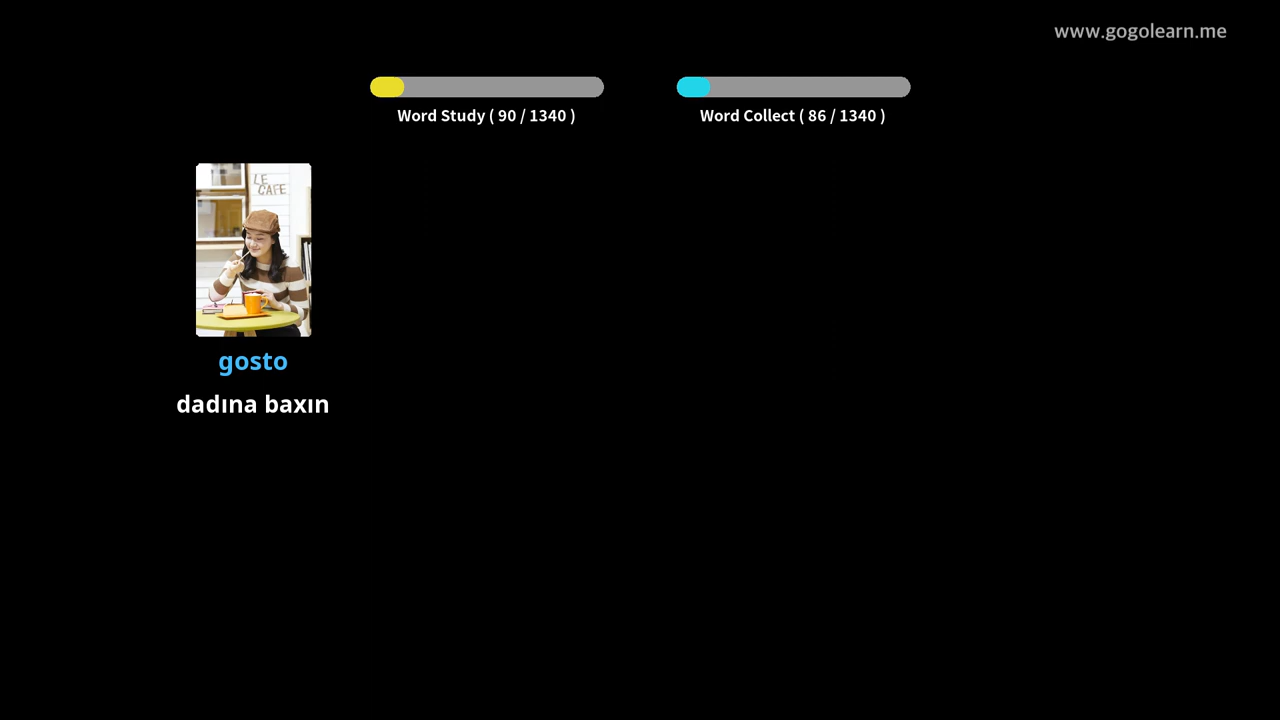 www.gogolearn.me
Word Study ( 90 / 1340 )
Word Collect ( 86 / 1340 )
LE
CAFE
gosto
dadına baxın